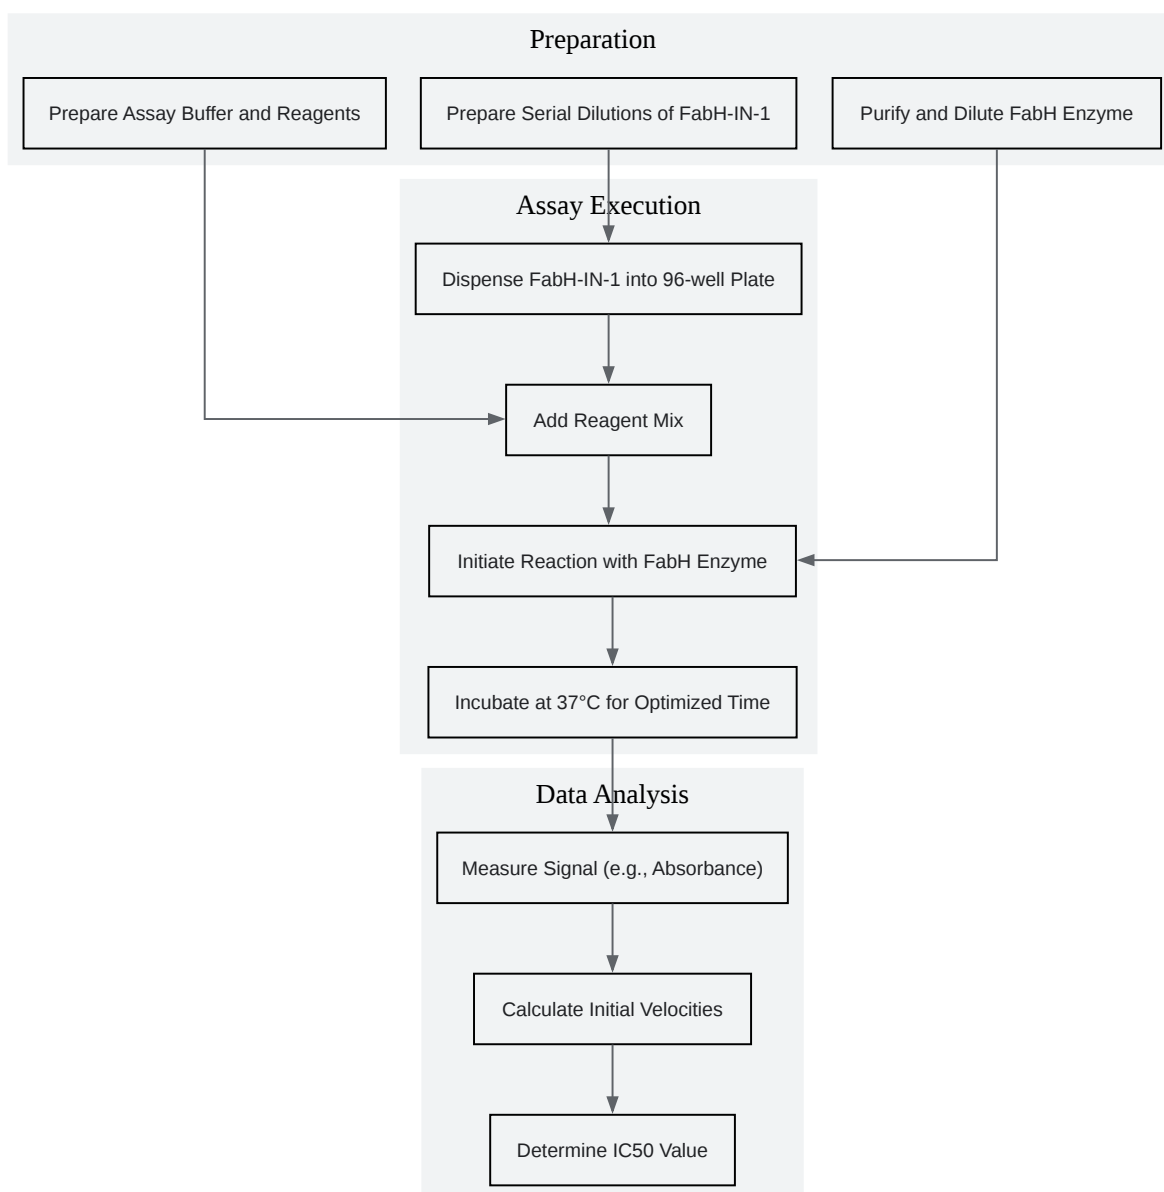 Preparation
Prepare Assay Buffer and Reagents
Prepare Serial Dilutions of FabH-IN-1
Purify and Dilute FabH Enzyme
Assay Execution
Dispense FabH-IN-1 into 96-well Plate
Add Reagent Mix
Initiate Reaction with FabH Enzyme
Incubate at 37°C for Optimized Time
Data Analysis
Measure Signal (e.g., Absorbance)
Calculate Initial Velocities
Determine IC50 Value